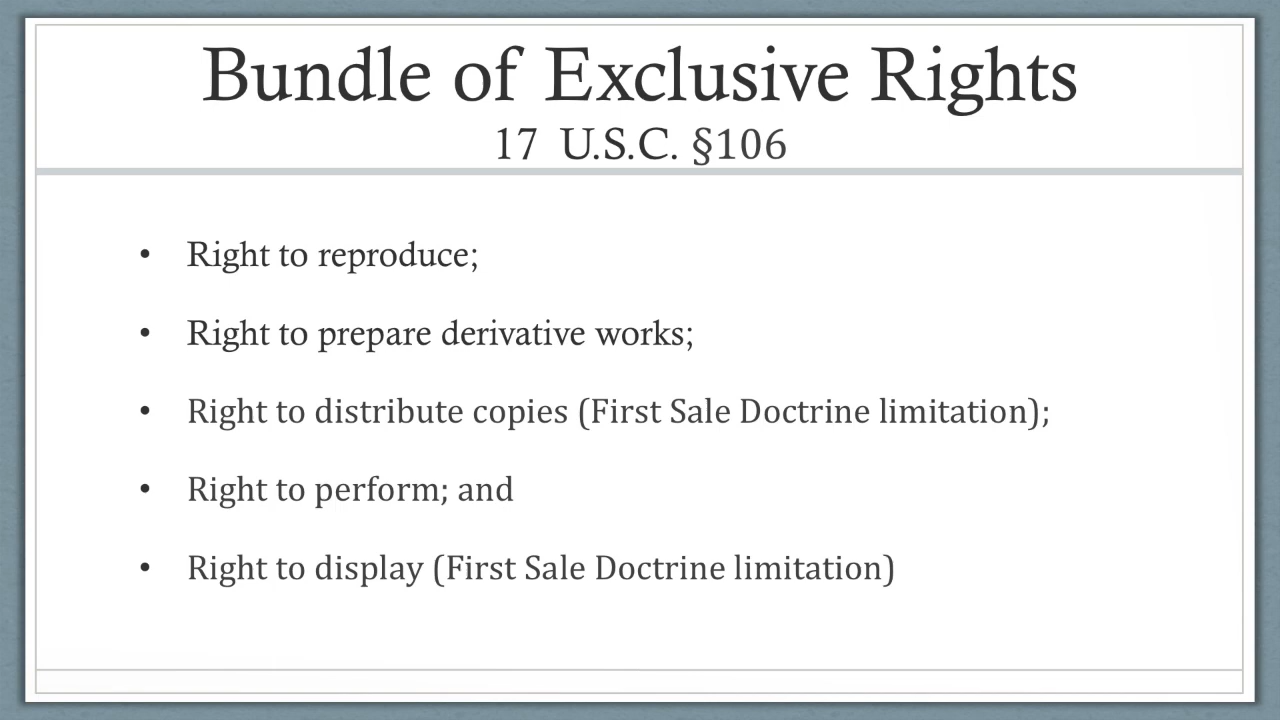 Bundle of Exclusive Rights
17 U.S.C. §106
• Right to reproduce;
• Right to prepare derivative works;
• Right to distribute copies (First Sale Doctrine limitation);
• Right to perform; and
• Right to display (First Sale Doctrine limitation)